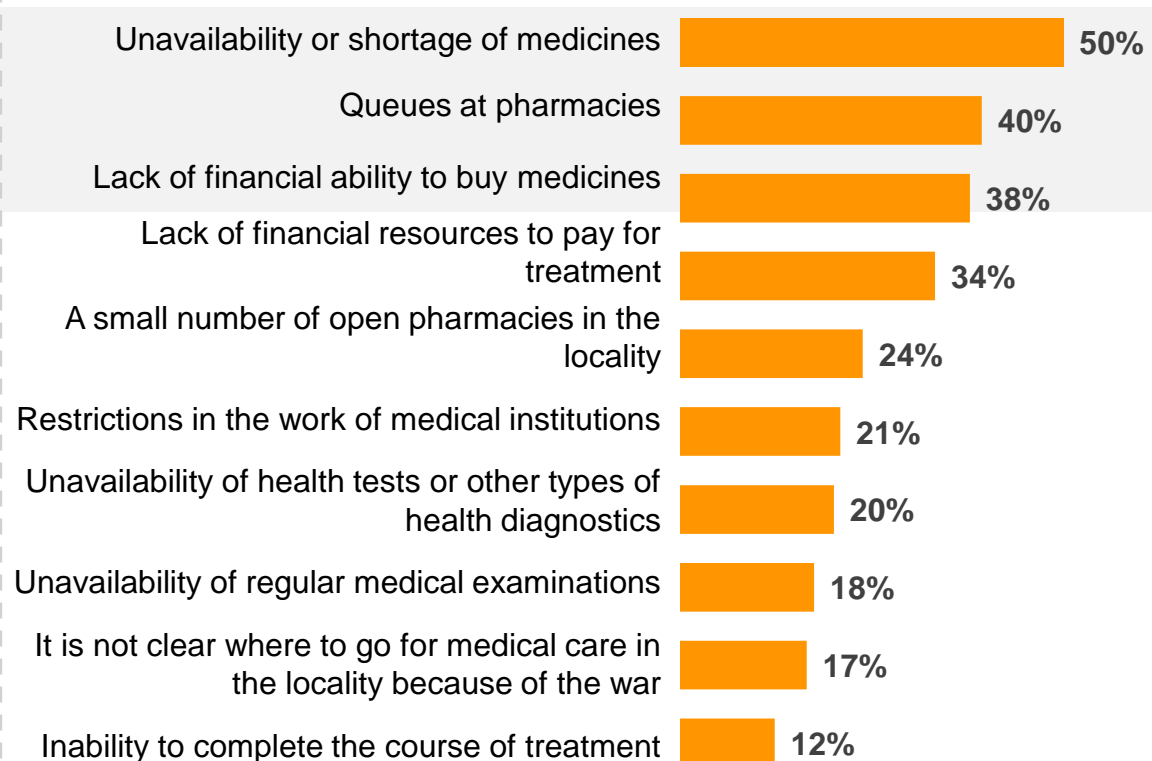 Unavailability or shortage of medicines 50%
Queues at pharmacies 40%
Lack of financial ability to buy medicines 38%
Lack of financial resources to pay for
treatment 34%
A small number of open pharmacies in the
locality 24%
Restrictions in the work of medical institutions 21%
Unavailability of health tests or other types of
health diagnostics 20%
Unavailability of regular medical examinations 18%
It is not clear where to go for medical care in
the locality because of the war 17%
Inability to complete the course of treatment 12%